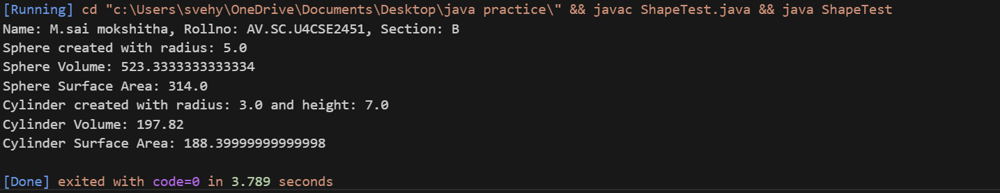 [Running] cd "c:\Users\svehy\OneDrive\Documents\Desktop\java practice\" && javac ShapeTest.java && java ShapeTest
Name: M.sai mokshitha, Rollno: AV.SC.U4CSE2451, Section: B
Sphere created with radius: 5.0
Sphere Volume: 523.3333333333334
Sphere Surface Area: 314.0
Cylinder created with radius: 3.0 and height: 7.0
Cylinder Volume: 197.82
Cylinder Surface Area: 188.39999999999998
[Done] exited with code=0 in 3.789 seconds